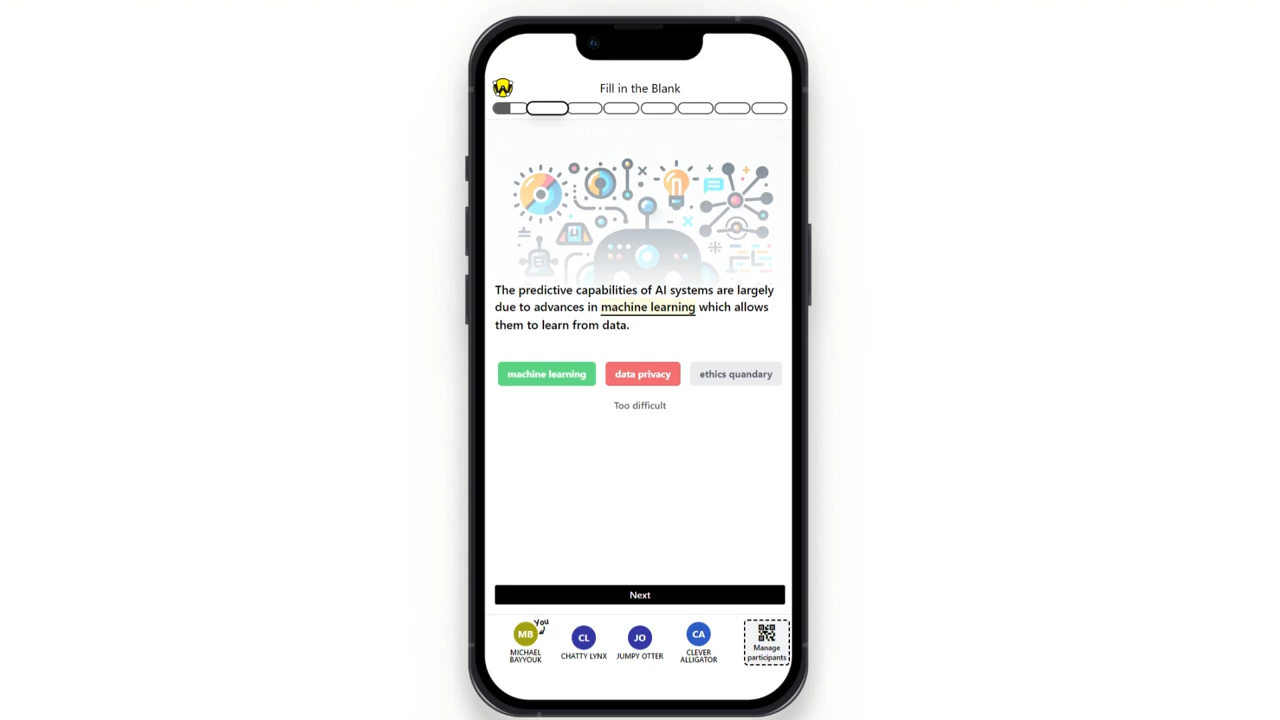 Fill in the Blank
The predictive capabilities of AI systems are largely
due to advances in machine learning which allows
them to learn from data.
machine learning data privacy ethics quandary
Too difficult
Next
You
MB CL JO CA
MICHAEL BAYYOUK
CHATTY LYNX
JUMPY OTTER
CLEVER ALLIGATOR
Manage
participants